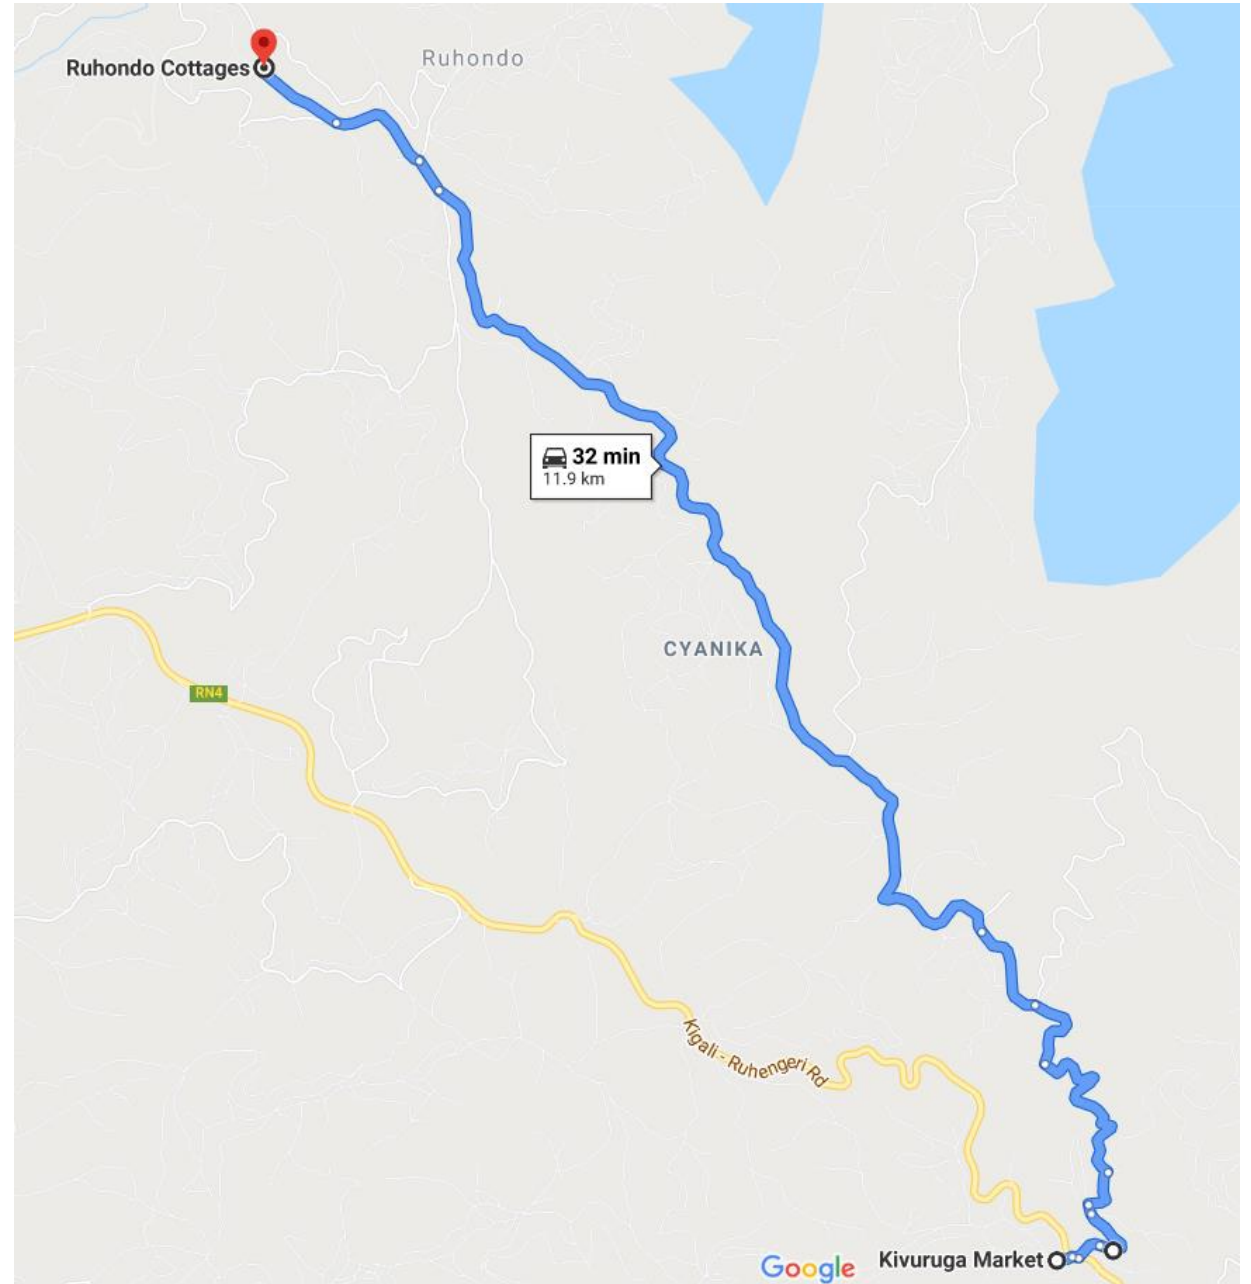 Ruhondo
Ruhondo Cottages
32 min
11.9 km
CYANIKA
RN4
Kigali - Ruhengeri Rd
Kivuruga Market
Google